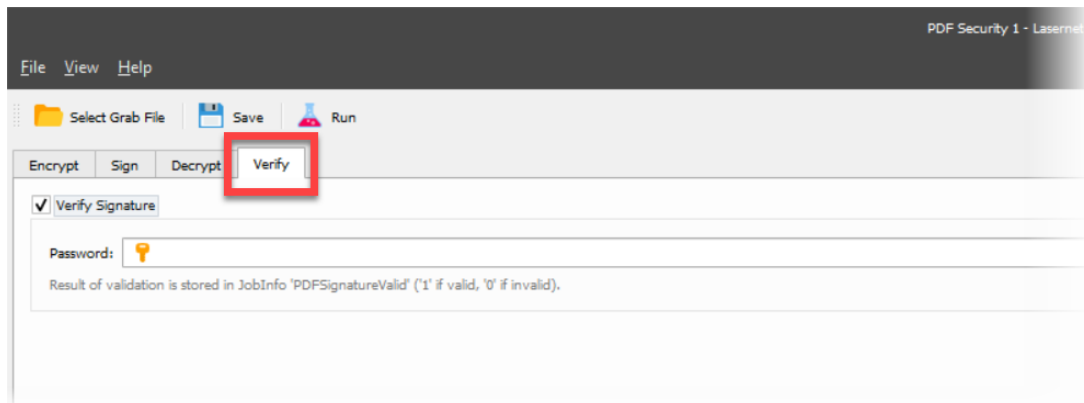 PDF Security 1 - Lasernet
File View Help
Select Grab File Save Run
Encrypt Sign Decrypt Verify
Verify Signature
Password:
Result of validation is stored in JobInfo 'PDFSignatureValid' ('1' if valid, '0' if invalid).